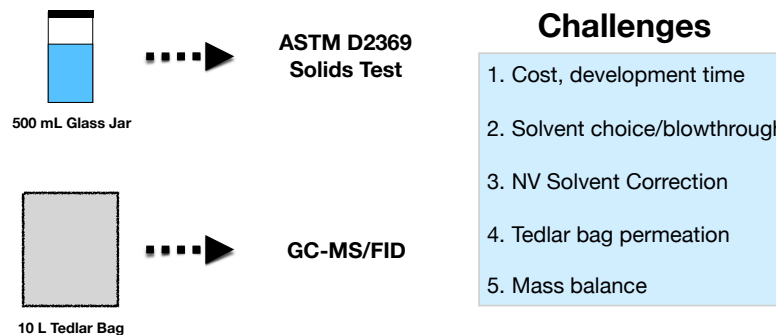 ASTM D2369
Solids Test
500 mL Glass Jar
GC-MS/FID
10 L Tedlar Bag
Challenges
1. Cost, development time
2. Solvent choice/blowthrough
3. NV Solvent Correction
4. Tedlar bag permeation
5. Mass balance